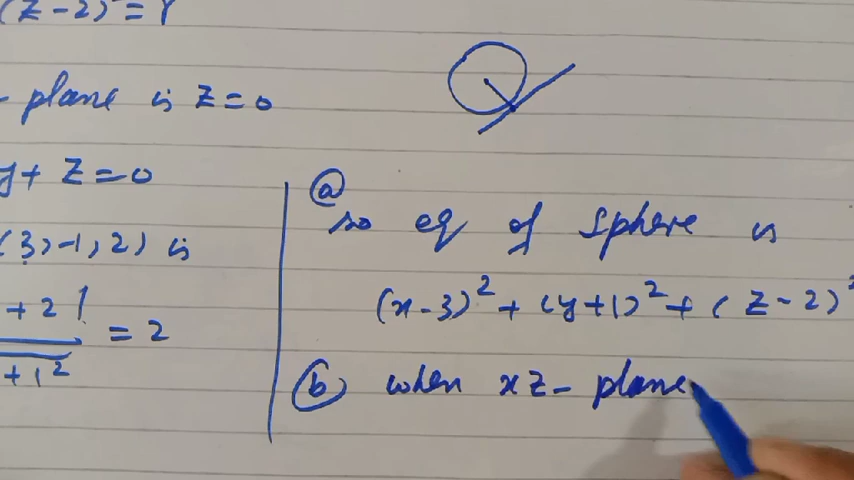 (z-2)² = r
plane is z=0
y+ z=0
(3,-1,2) is
+ 2|
= 2
+1²
ⓐ
so eq of sphere is
(x-3)² + (y+1)² + (z-2)²
ⓑ when xz- plane